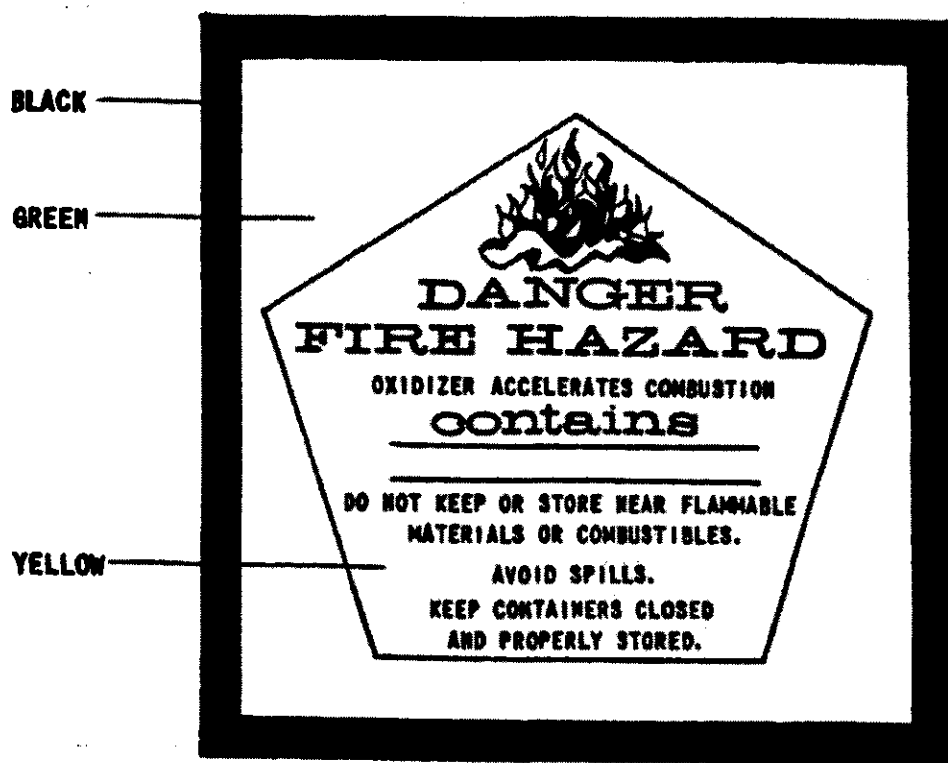 BLACK
GREEN
DANGER
FIRE HAZARD
OXIDIZER ACCELERATES COMBUSTION
contains
DO NOT KEEP OR STORE NEAR FLAMMABLE
MATERIALS OR COMBUSTIBLES.
YELLOW
AVOID SPILLS.
KEEP CONTAINERS CLOSED
AND PROPERLY STORED.